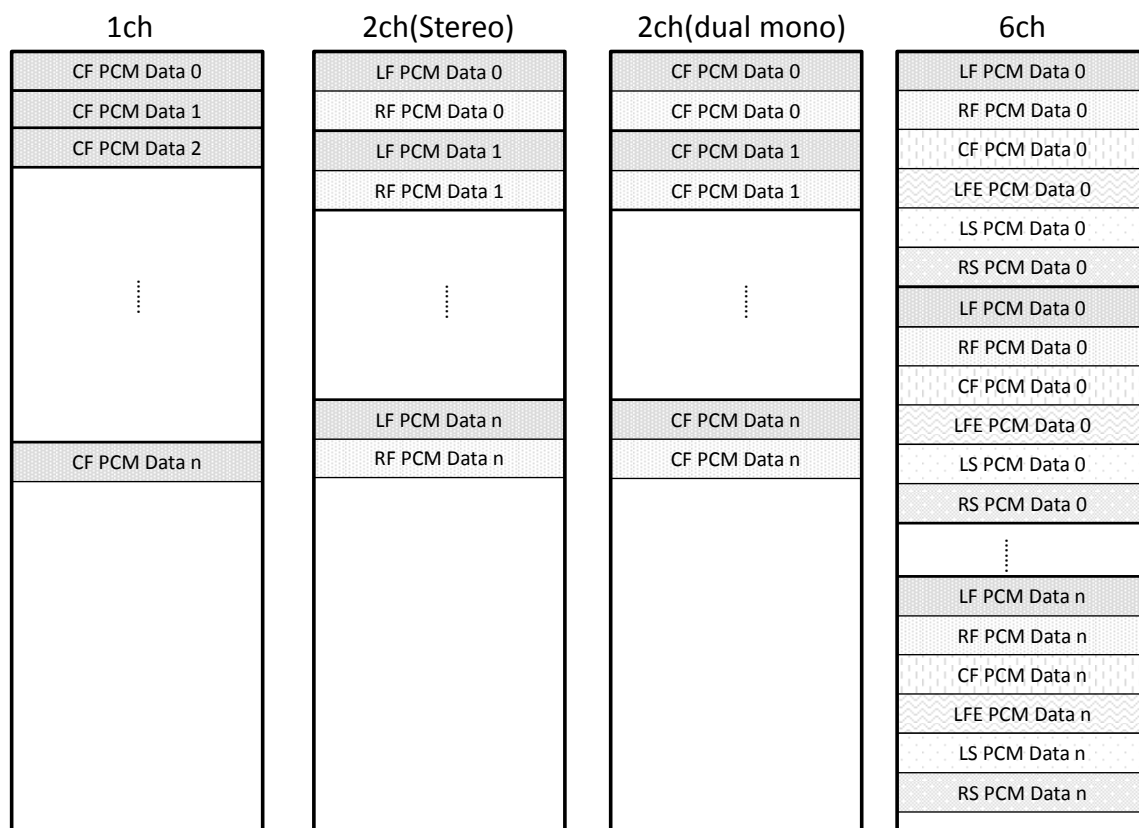 1ch
CF PCM Data 0
CF PCM Data 1
CF PCM Data 2
CF PCM Data n
2ch(Stereo)
LF PCM Data 0
RF PCM Data 0
LF PCM Data 1
RF PCM Data 1
LF PCM Data n
RF PCM Data n
2ch(dual mono)
CF PCM Data 0
CF PCM Data 0
CF PCM Data 1
CF PCM Data 1
CF PCM Data n
CF PCM Data n
6ch
LF PCM Data 0
RF PCM Data 0
CF PCM Data 0
LFE PCM Data 0
LS PCM Data 0
RS PCM Data 0
LF PCM Data 0
RF PCM Data 0
CF PCM Data 0
LFE PCM Data 0
LS PCM Data 0
RS PCM Data 0
LF PCM Data n
RF PCM Data n
CF PCM Data n
LFE PCM Data n
LS PCM Data n
RS PCM Data n